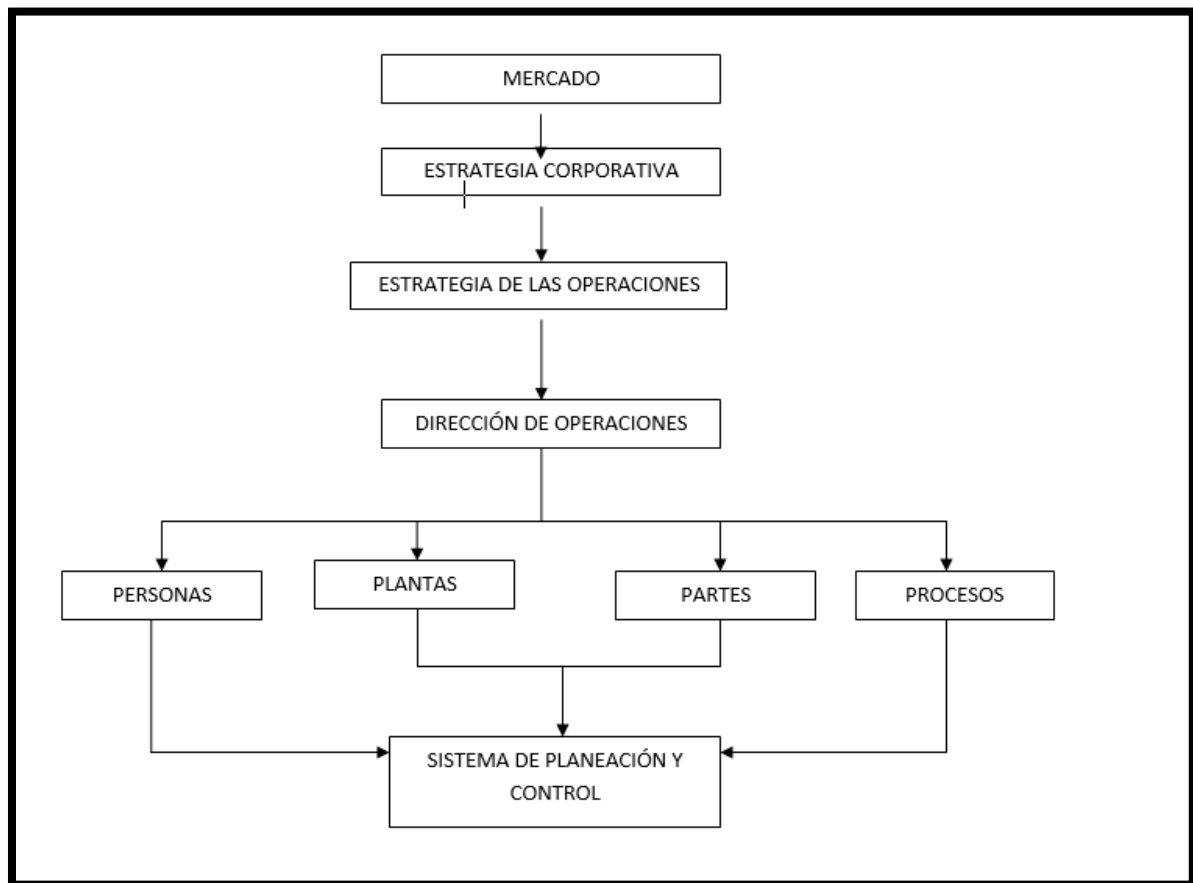 MERCADO
ESTRATEGIA CORPORATIVA
ESTRATEGIA DE LAS OPERACIONES
DIRECCIÓN DE OPERACIONES
PERSONAS
PLANTAS
PARTES
PROCESOS
SISTEMA DE PLANEACIÓN Y
CONTROL